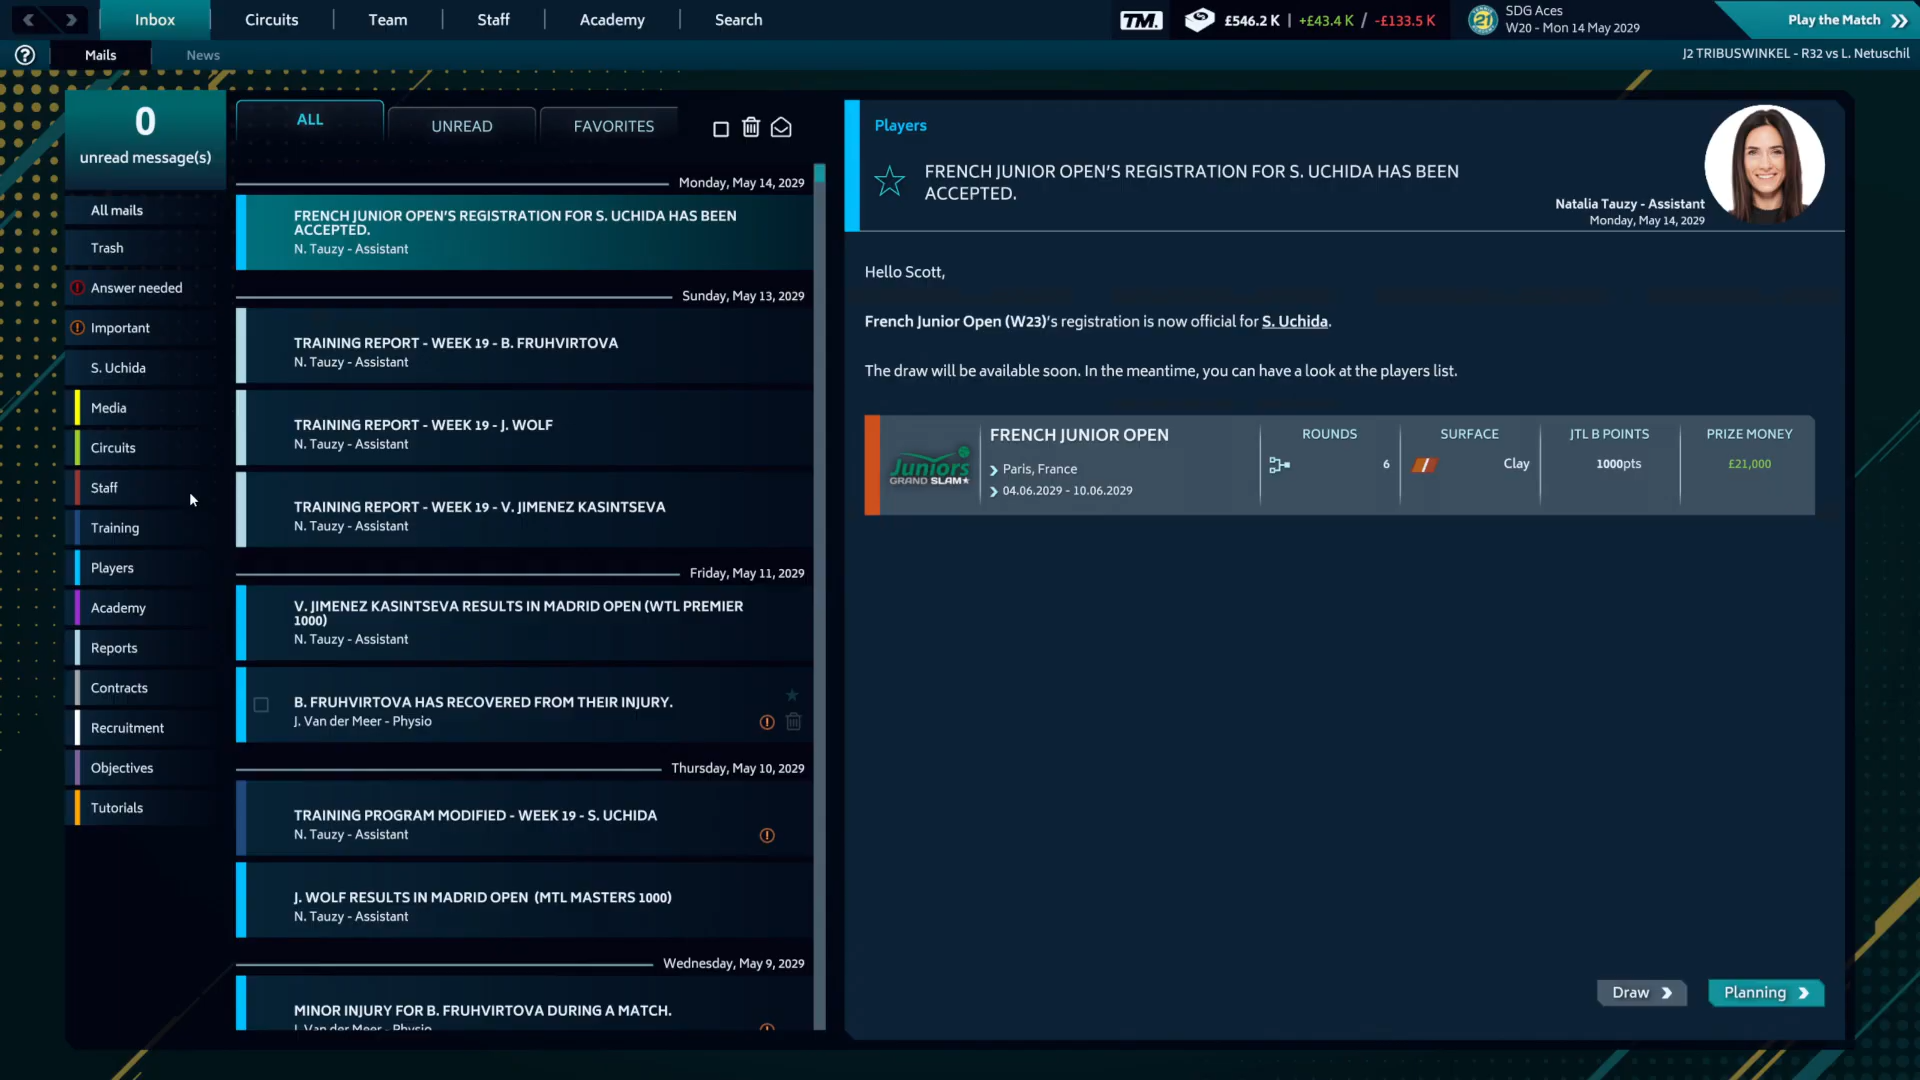 Inbox
Circuits
Team
Staff
Academy
Search
TM.
£546.2 K | +£43.4 K / -£133.5 K
21
SDG Aces
W20 - Mon 14 May 2029
Play the Match
Mails
News
J2 TRIBUSWINKEL - R32 vs L. Netuschil
0
unread message(s)
All mails
Trash
Answer needed
Important
S. Uchida
Media
Circuits
Staff
Training
Players
Academy
Reports
Contracts
Recruitment
Objectives
Tutorials
ALL
UNREAD
FAVORITES
Monday, May 14, 2029
FRENCH JUNIOR OPEN'S REGISTRATION FOR S. UCHIDA HAS BEEN
ACCEPTED.
N. Tauzy - Assistant
Sunday, May 13, 2029
TRAINING REPORT - WEEK 19 - B. FRUHVIRTOVA
N. Tauzy - Assistant
TRAINING REPORT - WEEK 19 - J. WOLF
N. Tauzy - Assistant
TRAINING REPORT - WEEK 19 - V. JIMENEZ KASINTSEVA
N. Tauzy - Assistant
Friday, May 11, 2029
V. JIMENEZ KASINTSEVA RESULTS IN MADRID OPEN (WTL PREMIER
1000)
N. Tauzy - Assistant
B. FRUHVIRTOVA HAS RECOVERED FROM THEIR INJURY.
J. Van der Meer - Physio
Thursday, May 10, 2029
TRAINING PROGRAM MODIFIED - WEEK 19 - S. UCHIDA
N. Tauzy - Assistant
J. WOLF RESULTS IN MADRID OPEN (MTL MASTERS 1000)
N. Tauzy - Assistant
Wednesday, May 9, 2029
MINOR INJURY FOR B. FRUHVIRTOVA DURING A MATCH.
J. Van der Meer - Physio
Players
FRENCH JUNIOR OPEN'S REGISTRATION FOR S. UCHIDA HAS BEEN
ACCEPTED.
Natalia Tauzy - Assistant
Monday, May 14, 2029
Hello Scott,
French Junior Open (W23)'s registration is now official for S. Uchida.
The draw will be available soon. In the meantime, you can have a look at the players list.
Juniors
GRAND SLAM
FRENCH JUNIOR OPEN
Paris, France
04.06.2029 - 10.06.2029
ROUNDS
6
SURFACE
Clay
JTL B POINTS
1000pts
PRIZE MONEY
£21,000
Draw
Planning